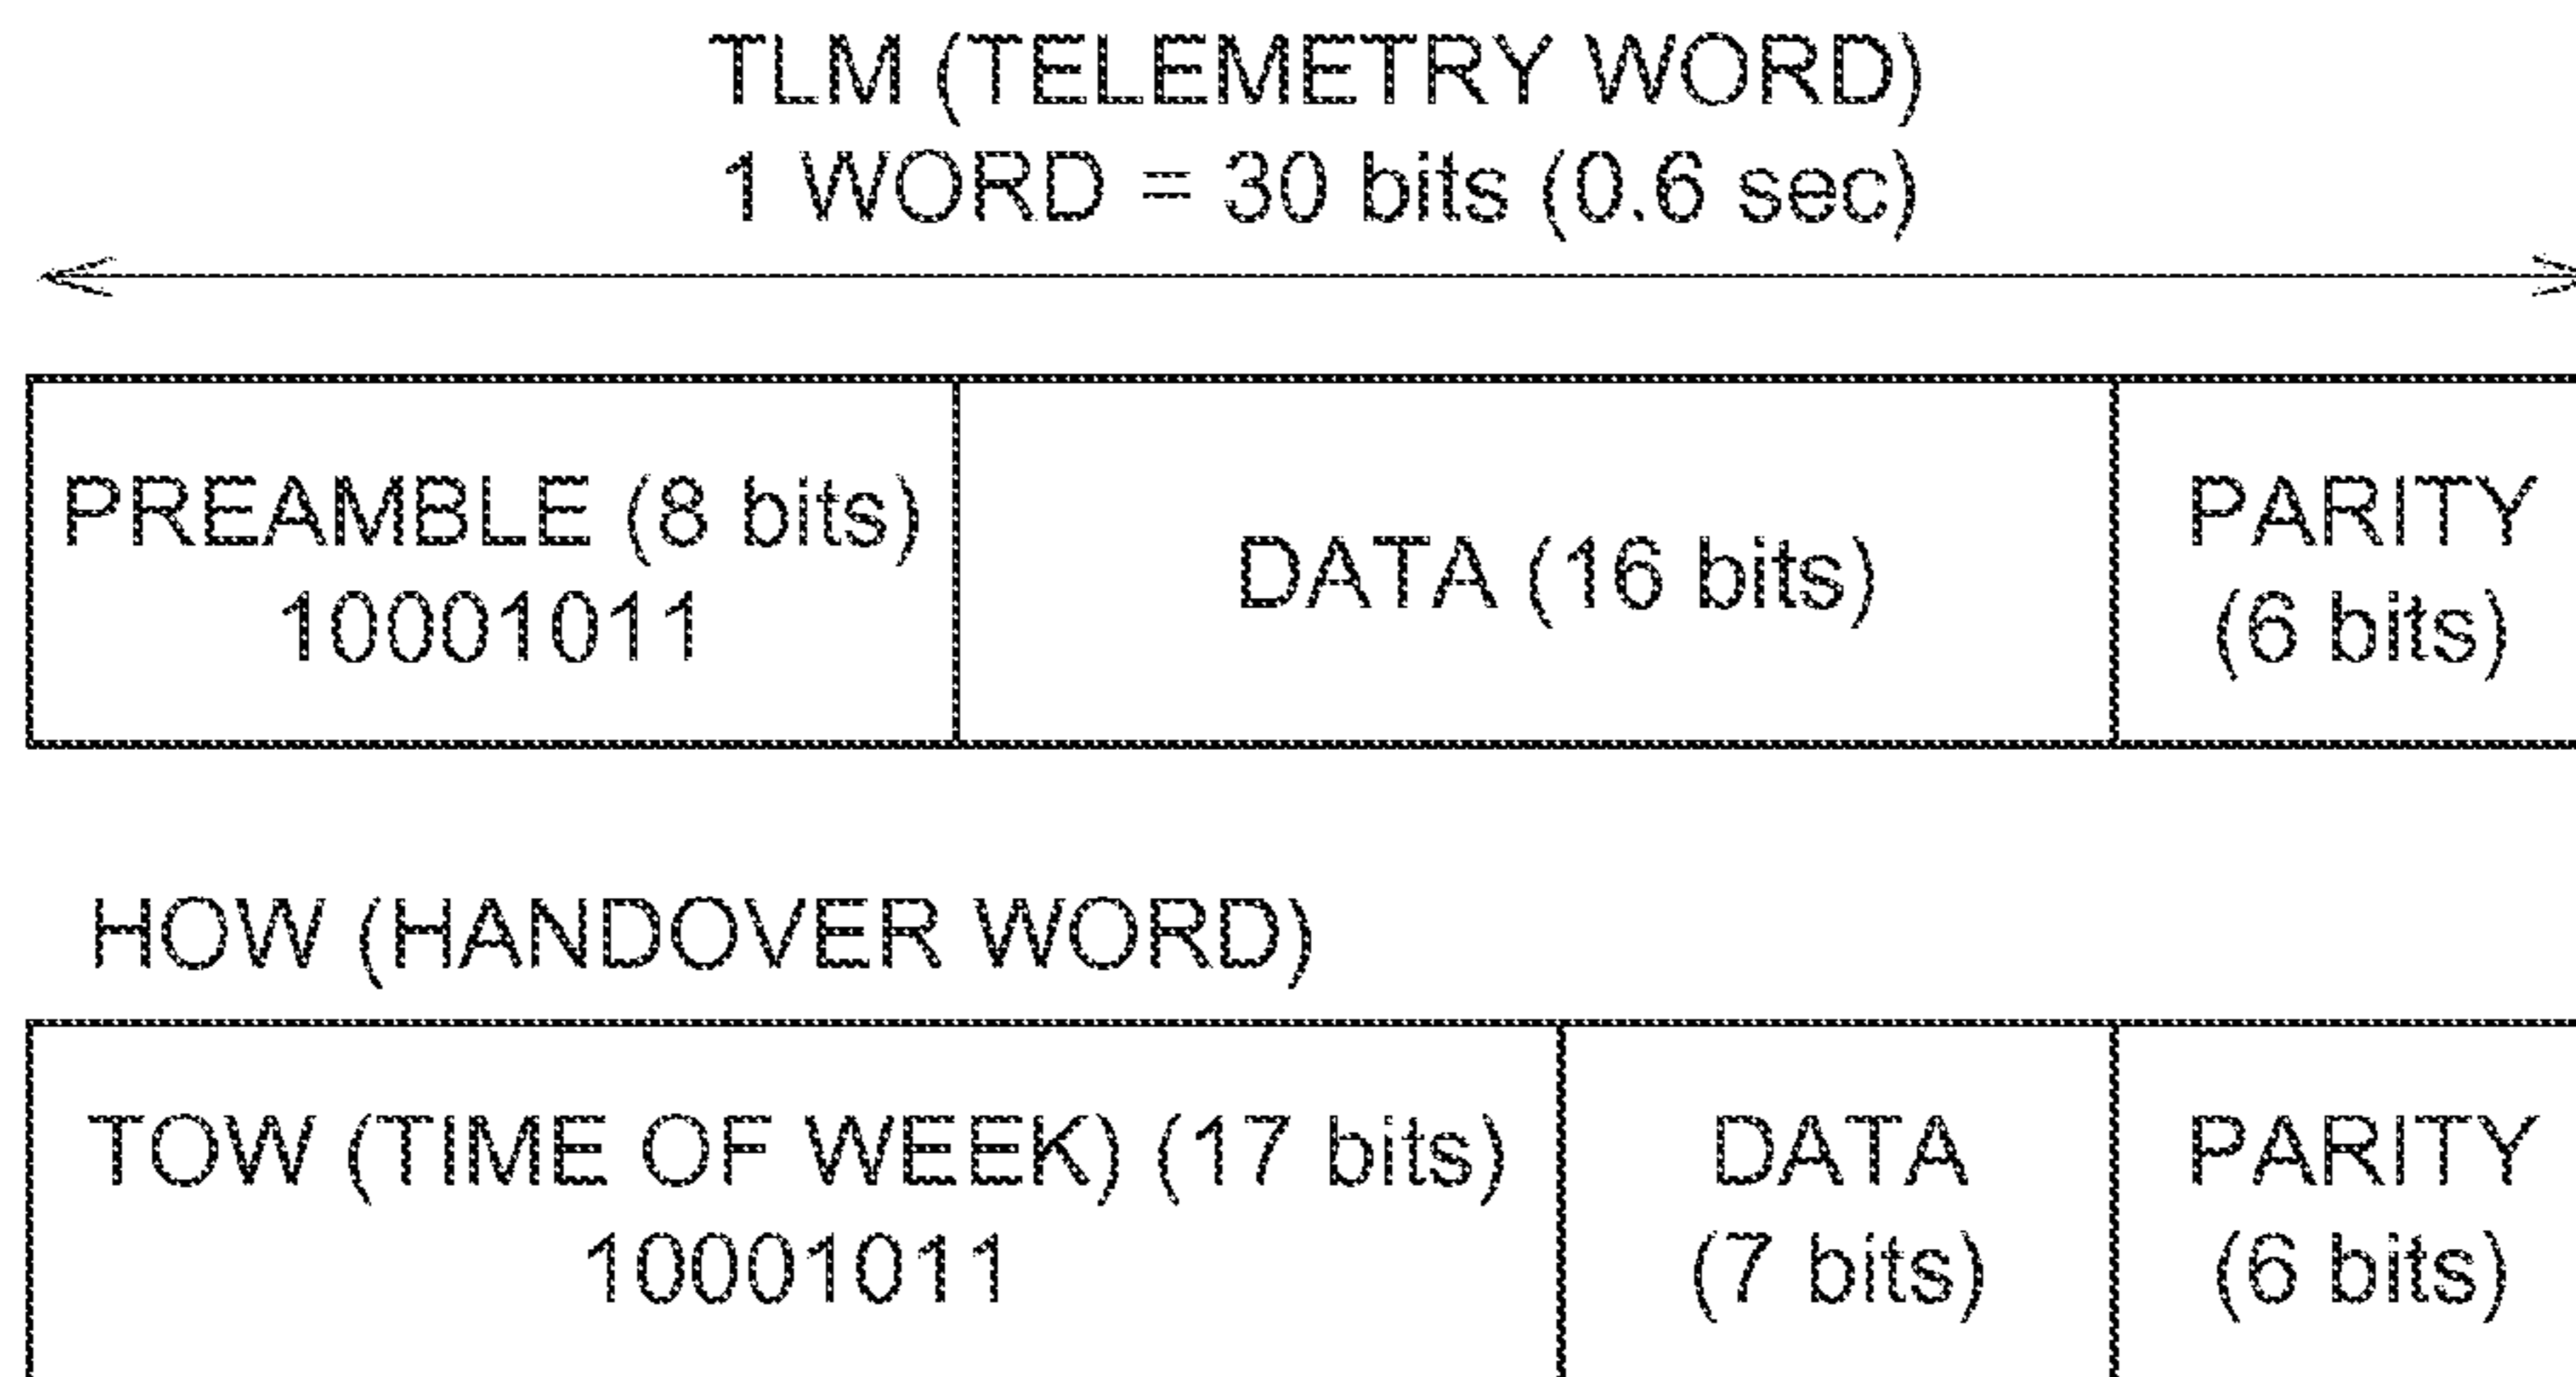 TLM (TELEMETRY WORD)
1 WORD = 30 bits (0.6 sec)
PREAMBLE (8 bits)
10001011
DATA (16 bits)
PARITY
(6 bits)
HOW (HANDOVER WORD)
TOW (TIME OF WEEK) (17 bits)
10001011
DATA
(7 bits)
PARITY
(6 bits)